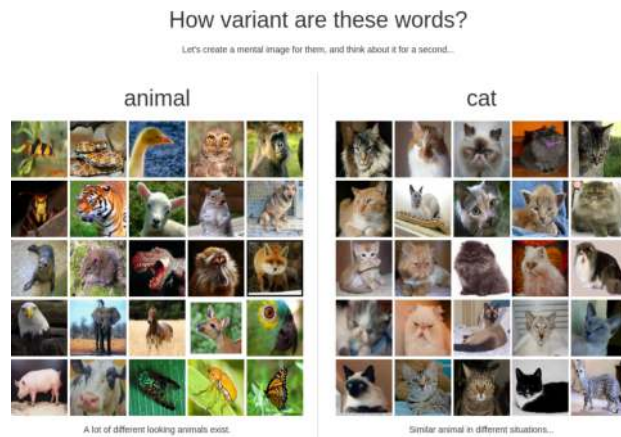 How variant are these words?
Let's create a mental image for them, and think about it for a second...
animal
cat
A lot of different looking animals exist.
Similar animal in different situations...